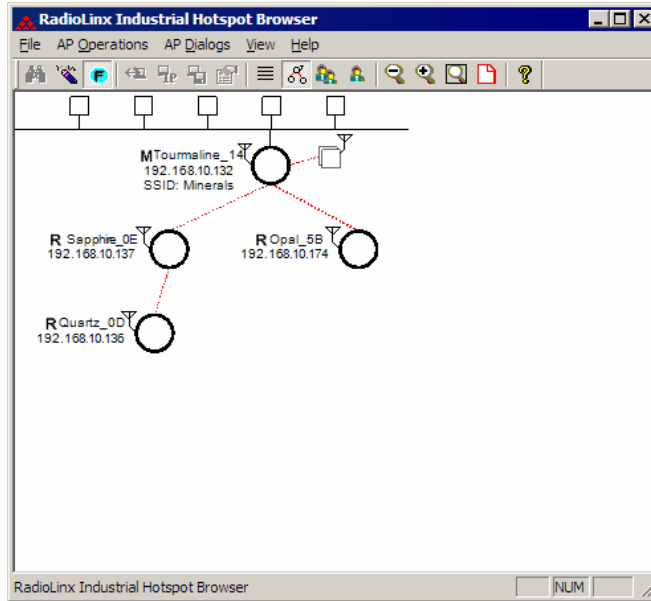 RadioLinx Industrial Hotspot Browser
File AP Operations AP Dialogs View Help
F IP ?
M Tourmaline_14
192.168.10.132
SSID: Minerals
R Sapphire_0E
192.168.10.137
R Opal_5B
192.168.10.174
R Quartz_0D
192.168.10.136
RadioLinx Industrial Hotspot Browser NUM